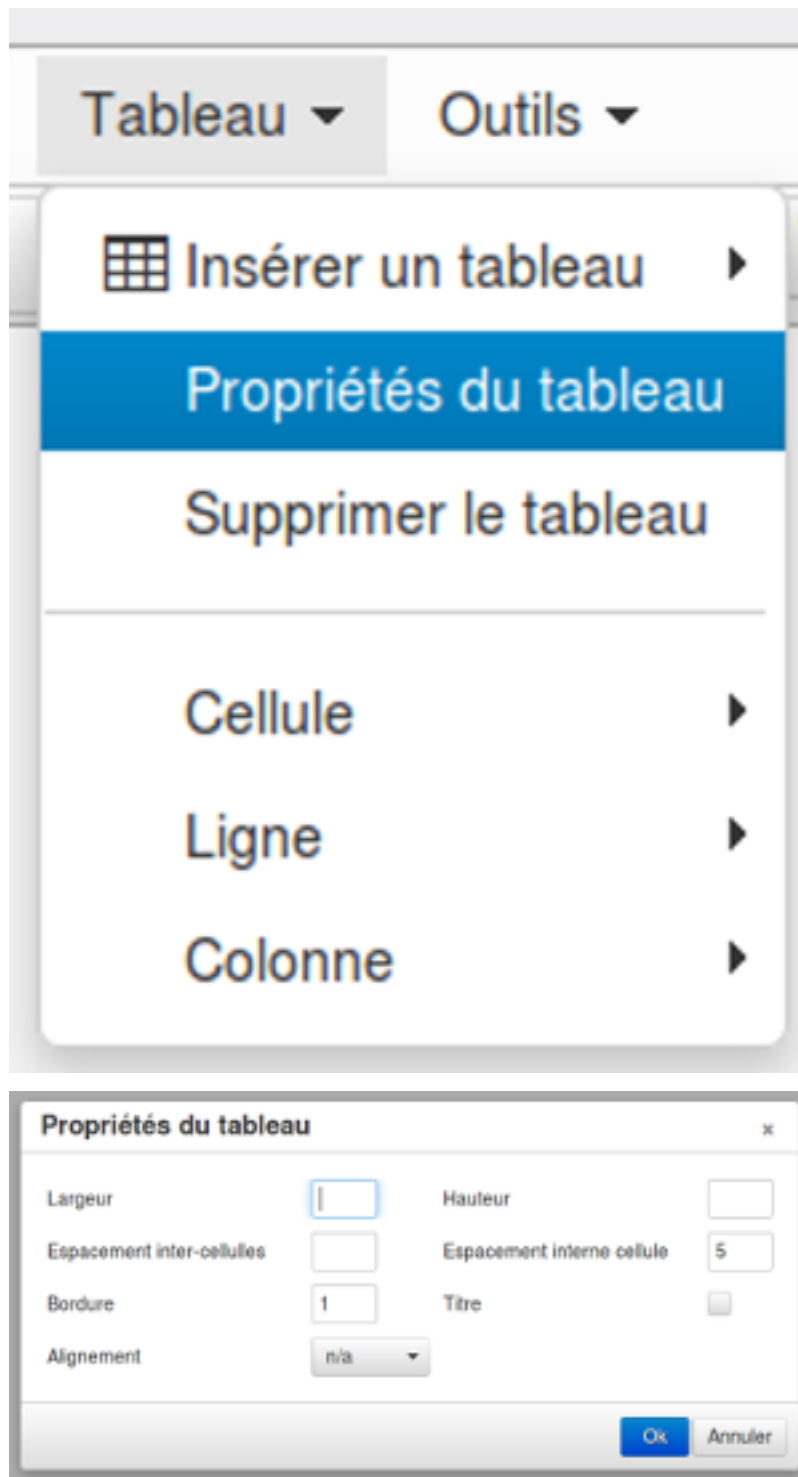 Tableau Outils
Insérer un tableau
Propriétés du tableau
Supprimer le tableau
Cellule
Ligne
Colonne
Propriétés du tableau ×
Largeur Hauteur
Espacement inter-cellulles Espacement interne cellule 5
Bordure 1 Titre
Alignement n/a
Ok Annuler